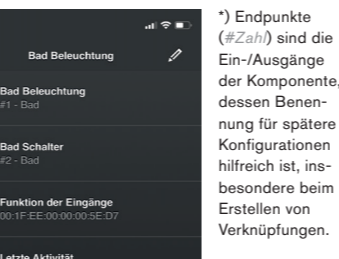 Bad Beleuchtung
Bad Beleuchtung
#1 - Bad
Bad Schalter
#2 - Bad
Funktion der Eingänge
00:1F:EE:00:00:00:5E:D7
Letzte Aktivität
*) Endpunkte
(#Zahl) sind die
Ein-/Ausgänge
der Komponente,
dessen Benen-
nung für spätere
Konfigurationen
hilfreich ist, ins-
besondere beim
Erstellen von
Verknüpfungen.